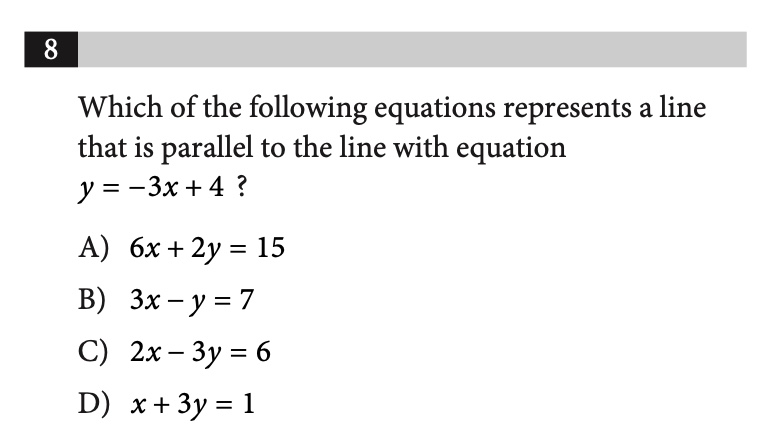 8
Which of the following equations represents a line
that is parallel to the line with equation
y = −3x + 4 ?
A) 6x + 2y = 15
B) 3x − y = 7
C) 2x − 3y = 6
D) x + 3y = 1